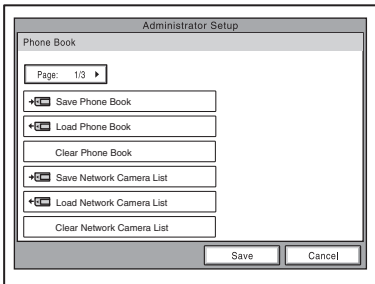 Administrator Setup
Phone Book
Page: 1/3
Save Phone Book
Load Phone Book
Clear Phone Book
Save Network Camera List
Load Network Camera List
Clear Network Camera List
Save Cancel